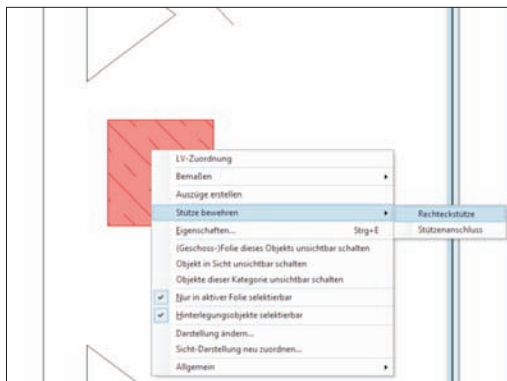 LV-Zuordnung
Bemaßen
Auszüge erstellen
Stütze bewehren
Rechteckstütze
Eigenschaften... Strg+E
Stützenanschluss
(Geschoss-)Folie dieses Objekts unsichtbar schalten
Objekt in Sicht unsichtbar schalten
Objekte dieser Kategorie unsichtbar schalten
Nur in aktiver Folie selektierbar
Hinterlegungsobjekte selektierbar
Darstellung ändern...
Sicht-Darstellung neu zuordnen...
Allgemein